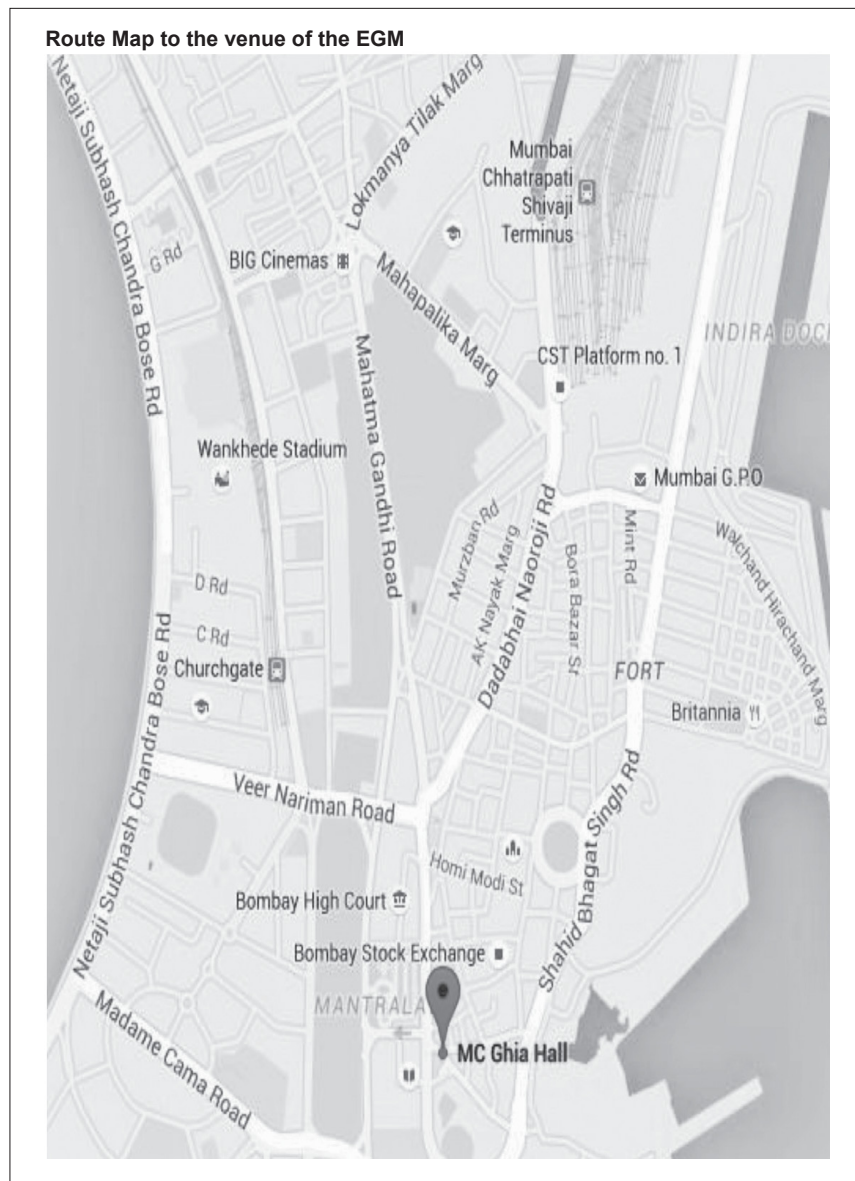 Route Map to the venue of the EGM
Netaji Subhash Chandra Bose Rd
Lokmanya Tilak Marg
Mumbai
Chhatrapati
Shivaji
Terminus
G Rd
BIG Cinemas
Mahapalika Marg
INDIRA DOC
CST Platform no. 1
Mahatma Gandhi Road
Wankhede Stadium
Mumbai G.P.O
Murzban Rd
AK Nayak Marg
Dadabhai Naoroji Rd
Bora Bazar Sr
Mint Rd
Walchand Hirachand Marg
D Rd
C Rd
Churchgate
FORT
Britannia
Netaji Subhash Chandra Bose Rd
Veer Nariman Road
Homi Modi St
Shahid Bhagat Singh Rd
Bombay High Court
Bombay Stock Exchange
MANTRALA
Madame Cama Road
MC Ghia Hall